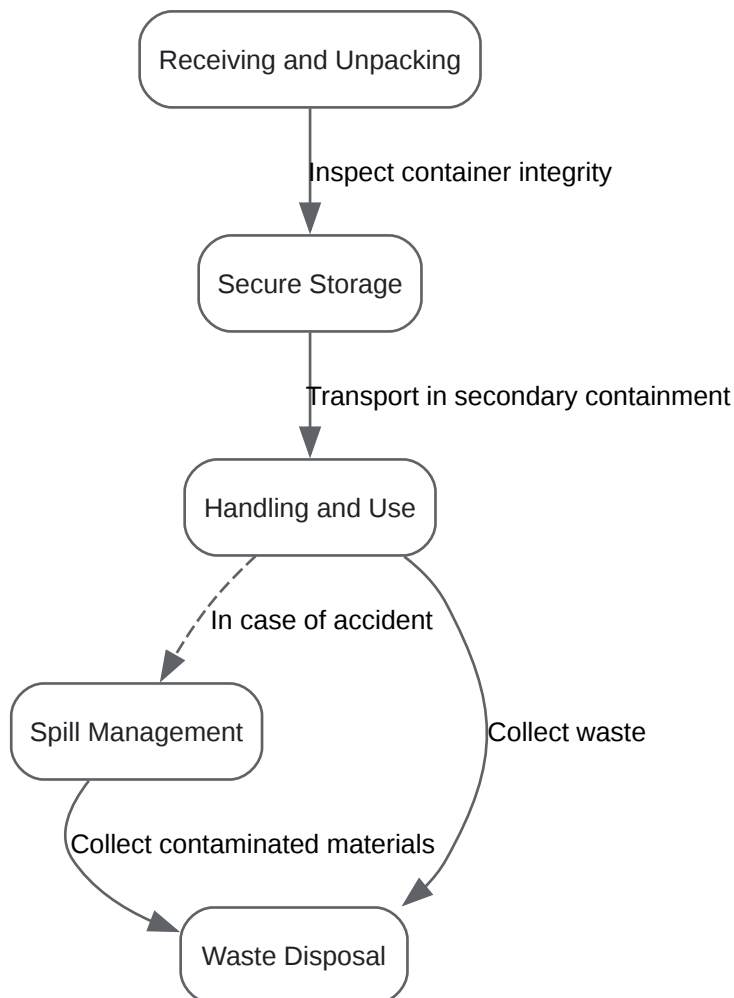 Receiving and Unpacking
Inspect container integrity
Secure Storage
Transport in secondary containment
Handling and Use
In case of accident
Spill Management
Collect waste
Collect contaminated materials
Waste Disposal